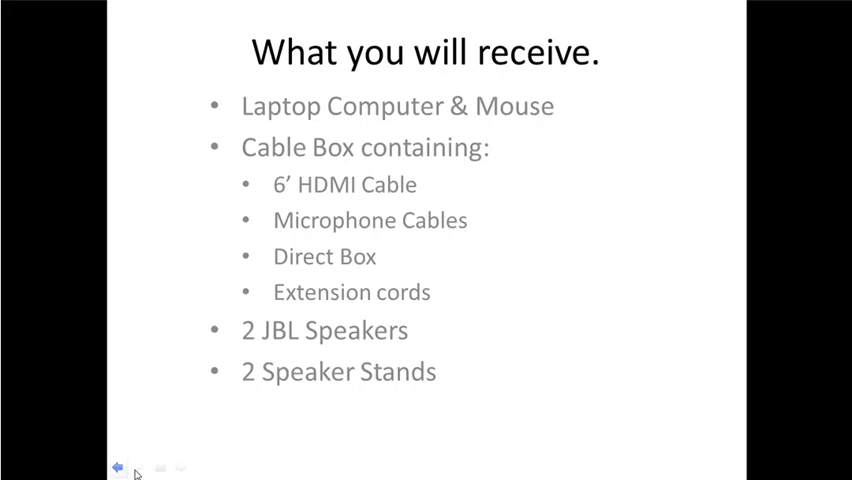 What you will receive.
• Laptop Computer & Mouse
• Cable Box containing:
• 6’ HDMI Cable
• Microphone Cables
• Direct Box
• Extension cords
• 2 JBL Speakers
• 2 Speaker Stands